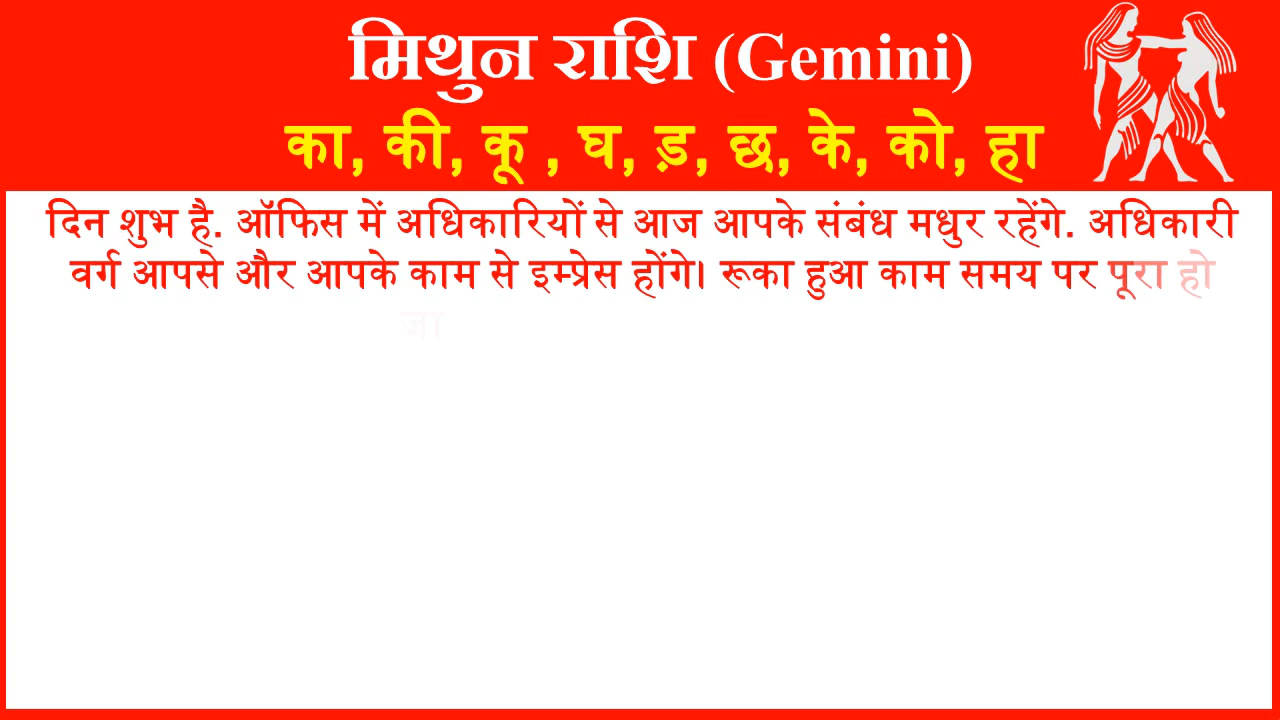 मिथुन राशि (Gemini)
का, की, कू , घ, ड़, छ, के, को, हा
दिन शुभ है. ऑफिस में अधिकारियों से आज आपके संबंध मधुर रहेंगे. अधिकारी
वर्ग आपसे और आपके काम से इम्प्रेस होंगे। रूका हुआ काम समय पर पूरा हो
जा